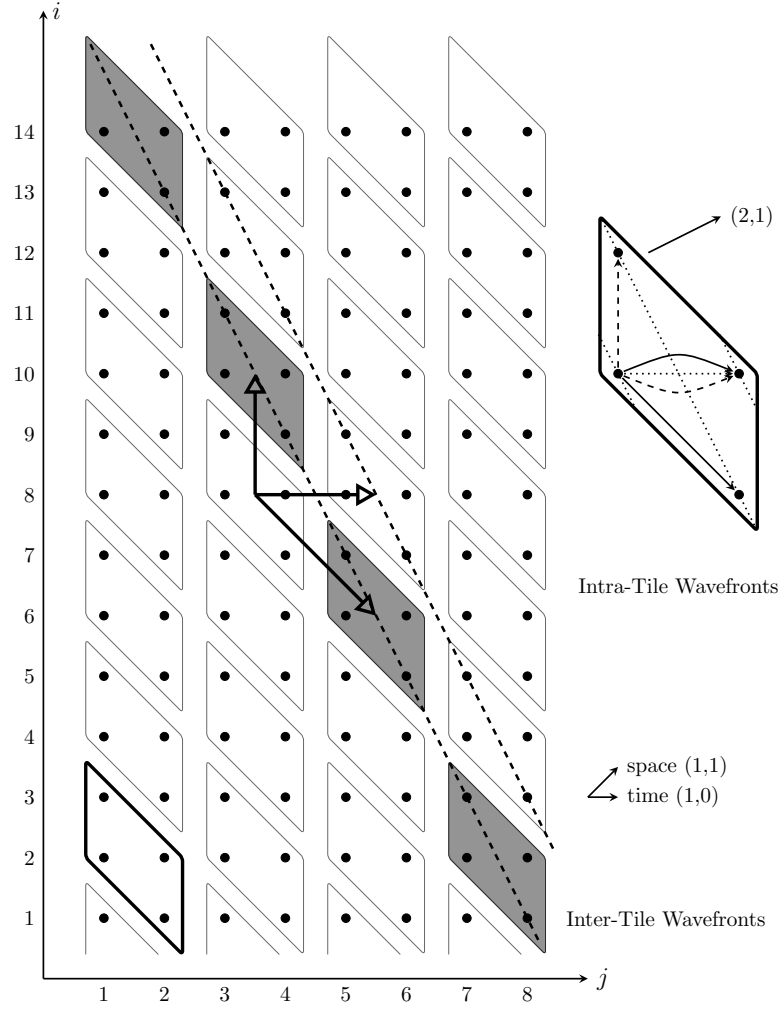 i
14
13
12
11
10
9
8
7
6
5
4
3
2
1
1 2 3 4 5 6 7 8
j
(2,1)
Intra-Tile Wavefronts
space (1,1)
time (1,0)
Inter-Tile Wavefronts